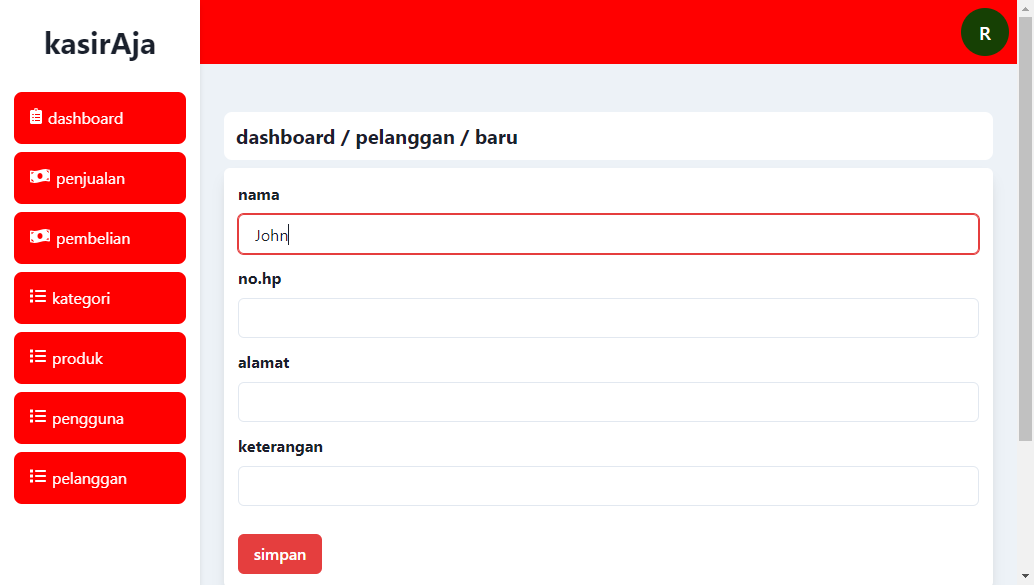 kasirAja
R
dashboard
penjualan
pembelian
kategori
produk
pengguna
pelanggan
dashboard / pelanggan / baru
nama
John
no.hp
alamat
keterangan
simpan